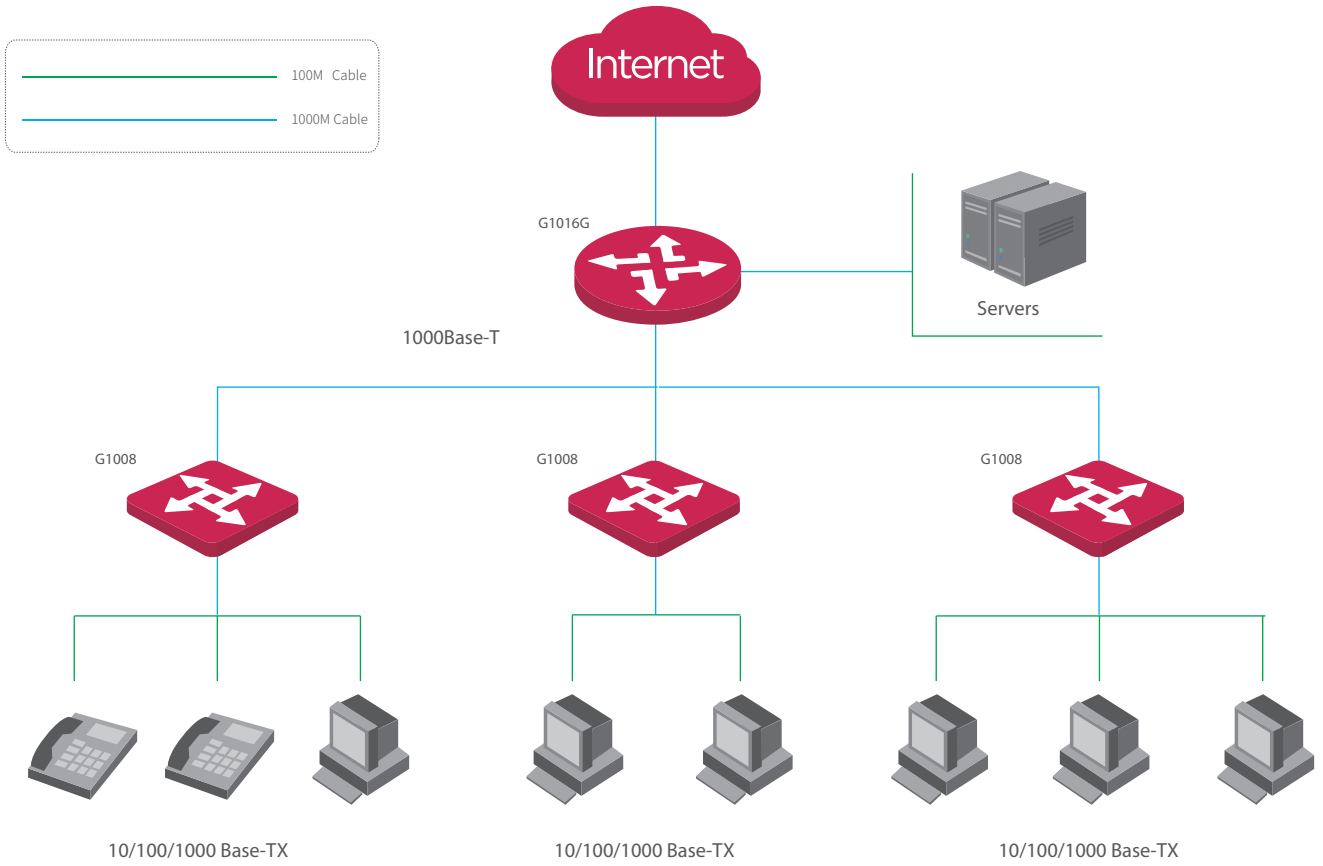 Internet
100M Cable
1000M Cable
G1016G
Servers
1000Base-T
G1008
G1008
G1008
10/100/1000 Base-TX
10/100/1000 Base-TX
10/100/1000 Base-TX